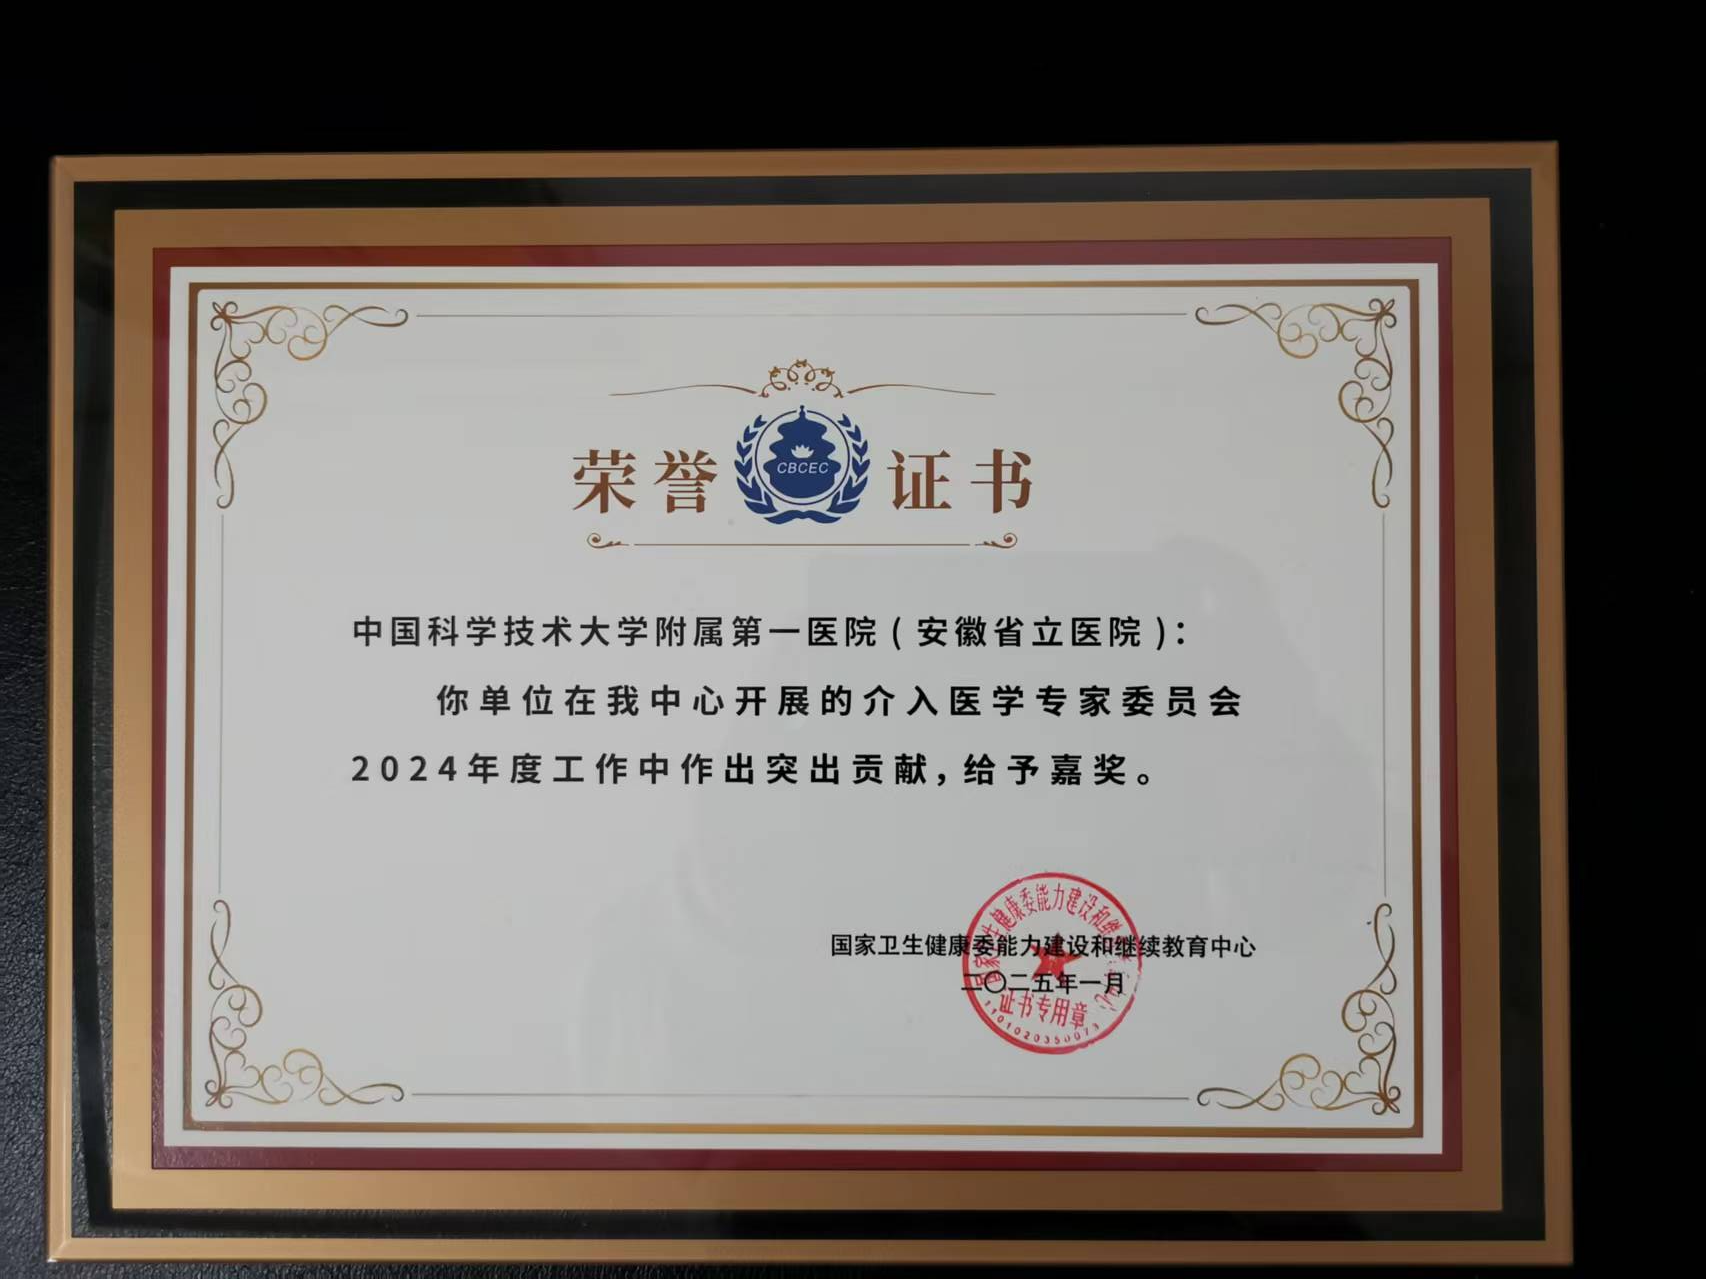 荣誉证书
CBCEC
中国科学技术大学附属第一医院(安徽省立医院):
你单位在我中心开展的介入医学专家委员会
2024年度工作中作出突出贡献,给予嘉奖。
国家卫生健康委能力建设和继续教育中心
二〇二五年一月
证书专用章
1101020350073